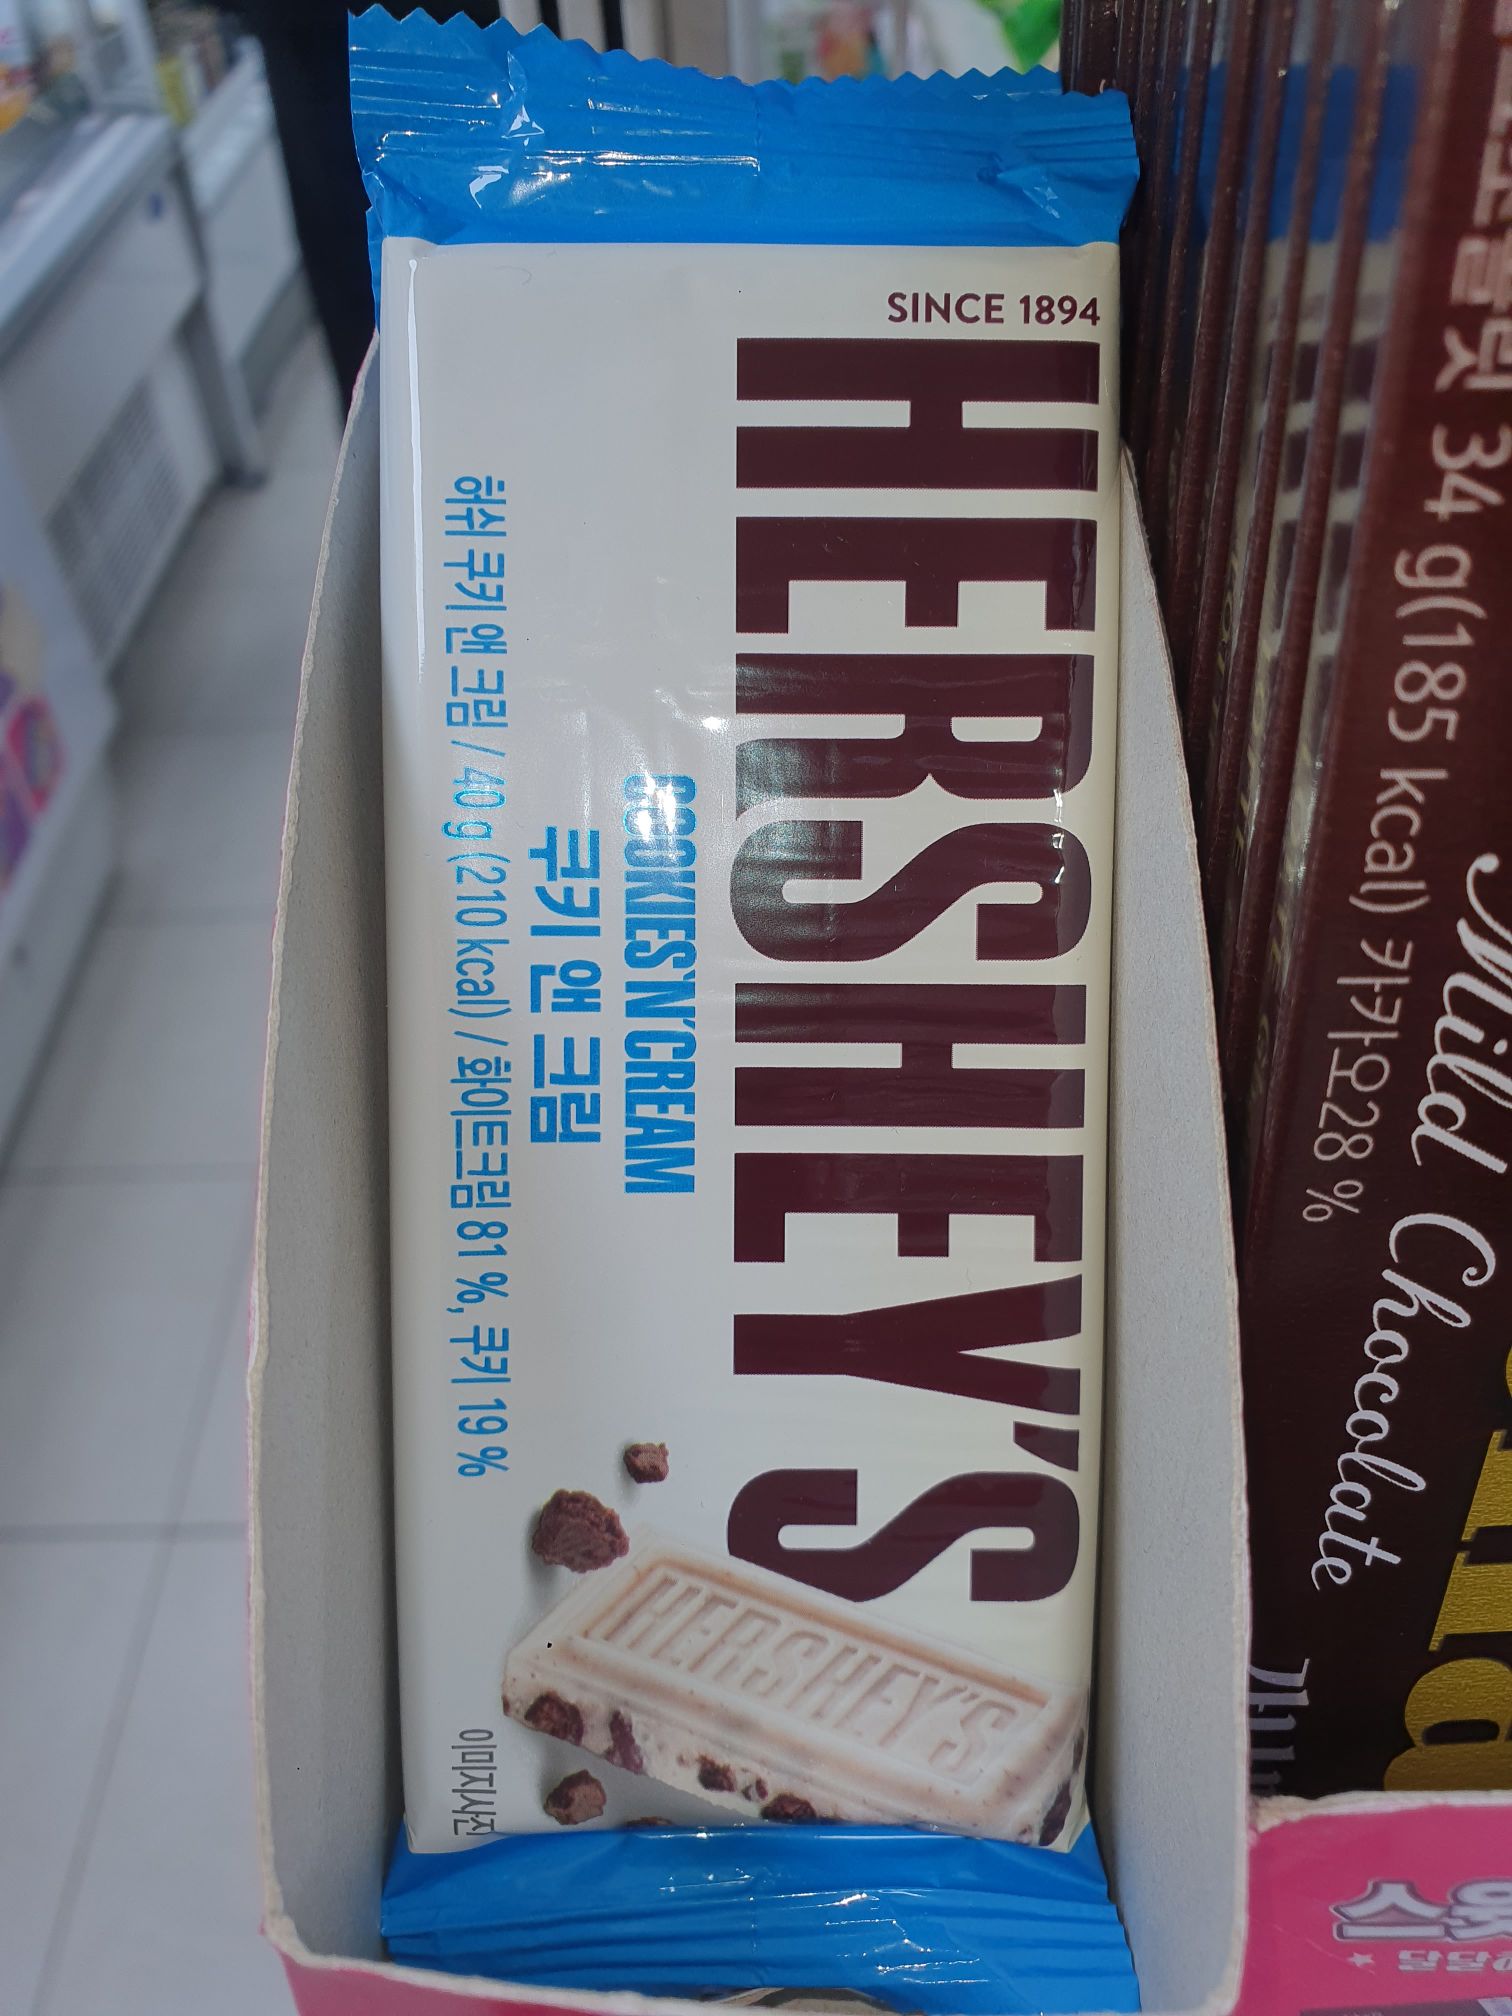 SINCE 1894
HERSHEY'S
COOKIES'N'CREAM
쿠키 앤 크림
허쉬 쿠키 앤 크림 / 40 g (210 kcal) / 화이트크림 81 %, 쿠키 19 %
HERSHEY'S
이미지사진
34 g(185 kcal) 카카오28 %
Mild Chocolate